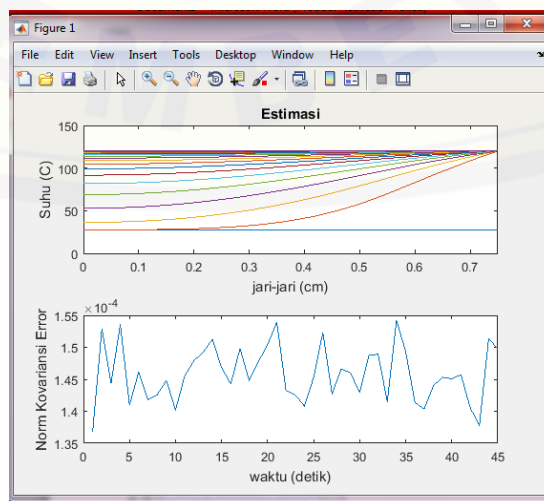 Figure 1
File Edit View Insert Tools Desktop Window Help
Estimasi
150
100
50
0
Suhu (C)
0 0.1 0.2 0.3 0.4 0.5 0.6 0.7
jari-jari (cm)
×10⁻⁴
1.55
1.5
1.45
1.4
1.35
Norm Kovariansi Error
0 5 10 15 20 25 30 35 40 45
waktu (detik)